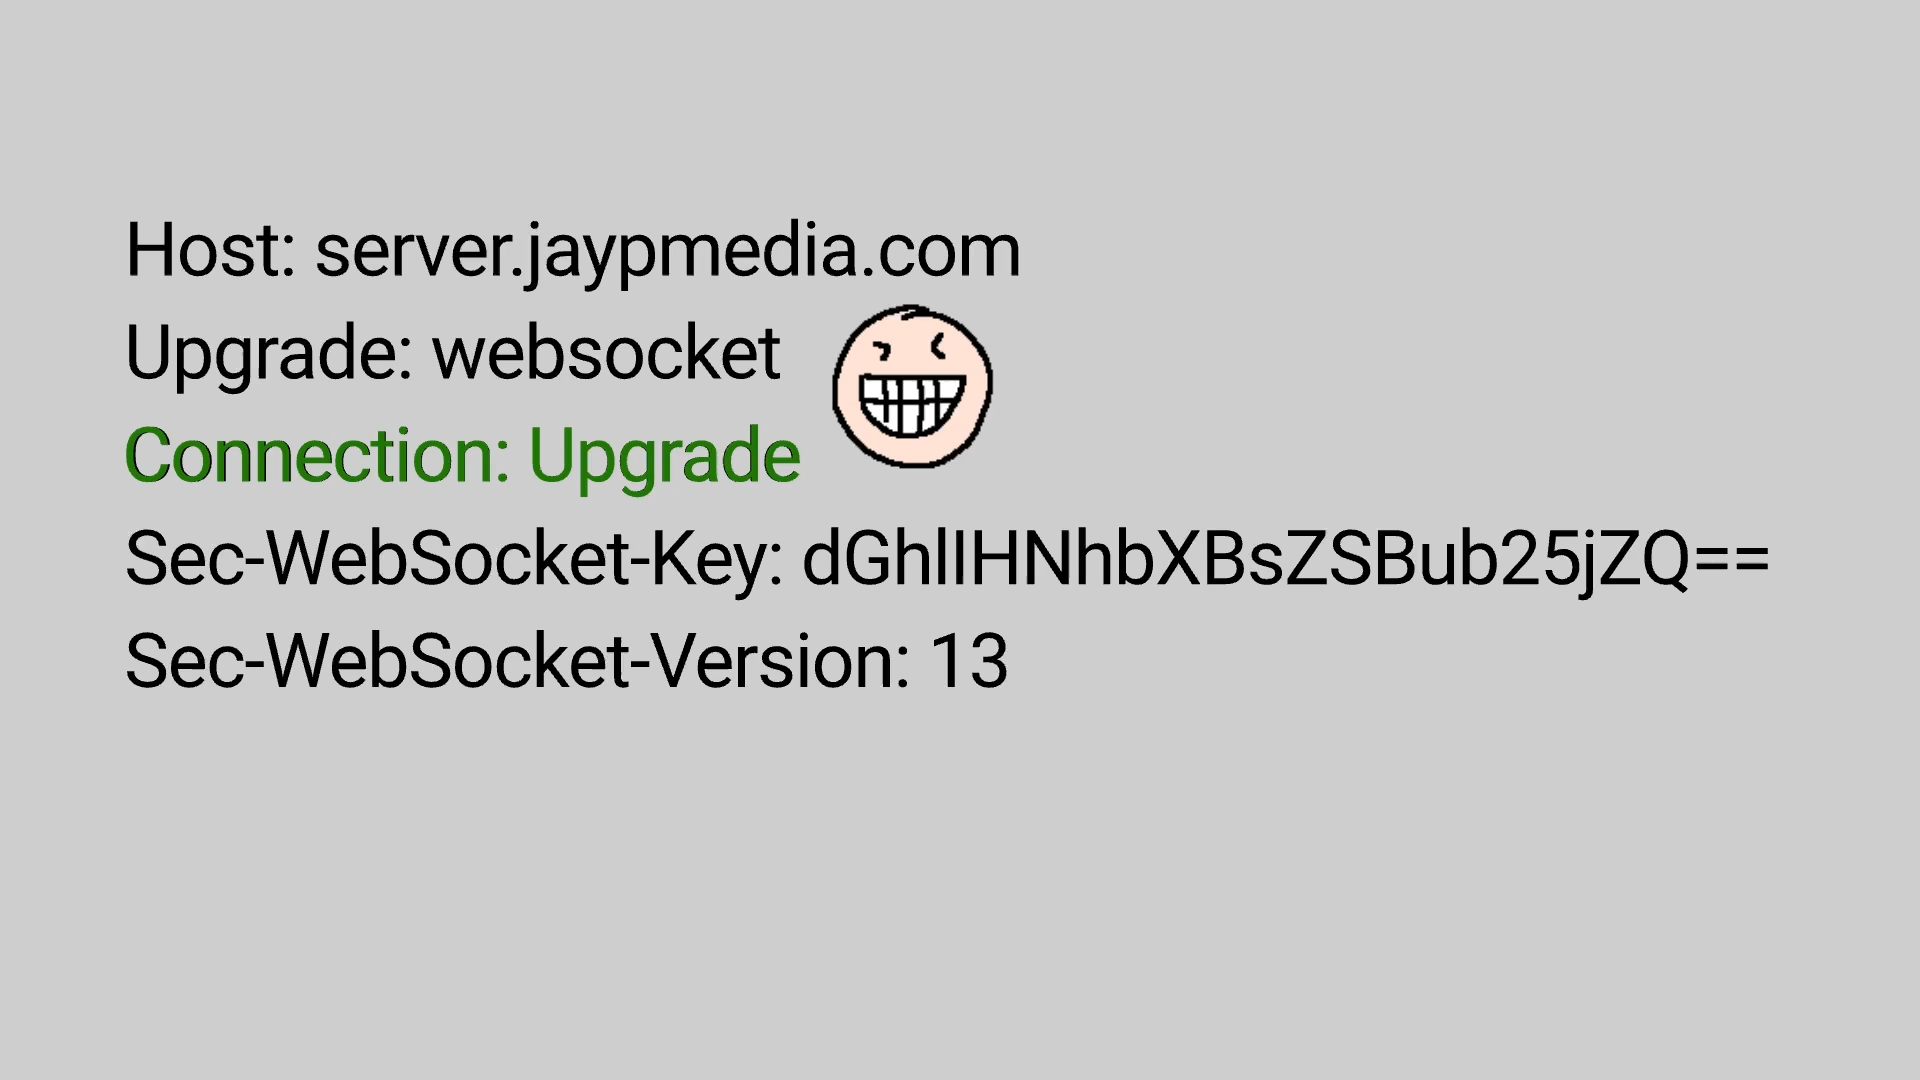 Host: server.jaypmedia.com
Upgrade: websocket
Connection: Upgrade
Sec-WebSocket-Key: dGhlIHNhbXBsZSBub25jZQ==
Sec-WebSocket-Version: 13